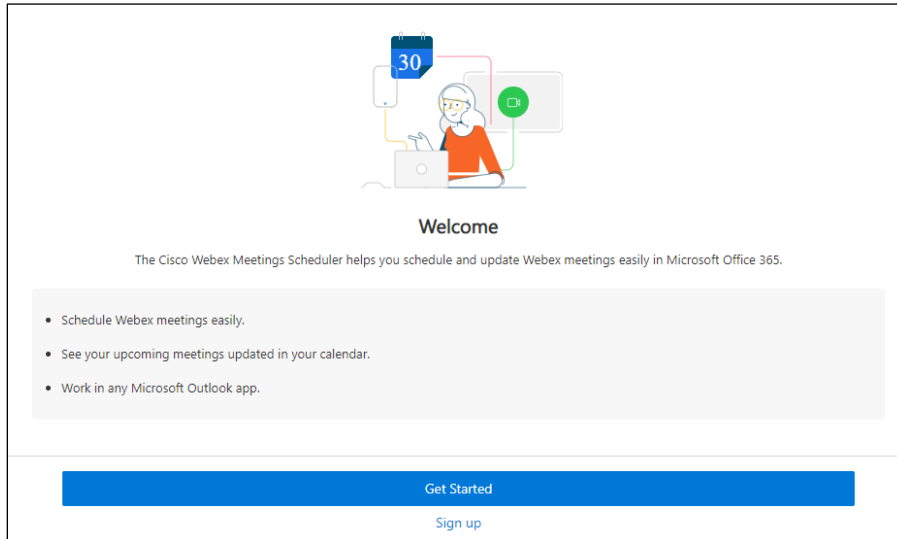 30
Welcome
The Cisco Webex Meetings Scheduler helps you schedule and update Webex meetings easily in Microsoft Office 365.
• Schedule Webex meetings easily.
• See your upcoming meetings updated in your calendar.
• Work in any Microsoft Outlook app.
Get Started
Sign up